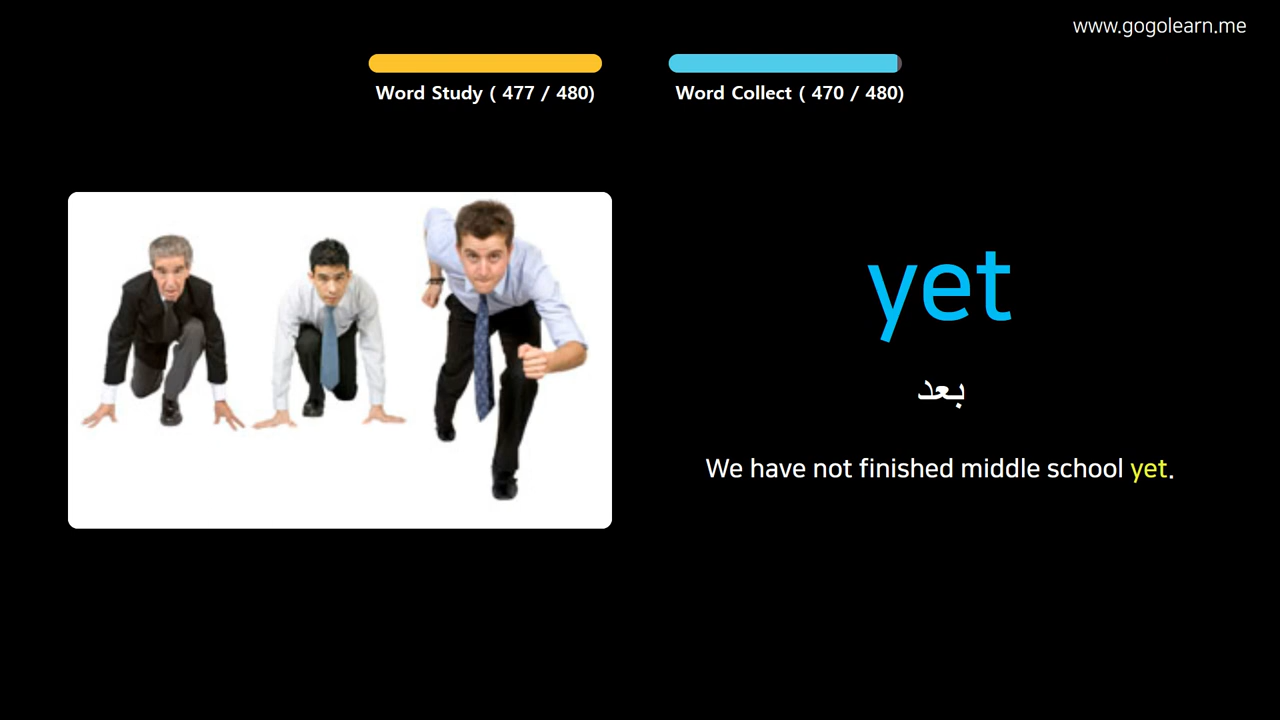 www.gogolearn.me
Word Study ( 477 / 480)
Word Collect ( 470 / 480)
yet
بعد
We have not finished middle school yet.